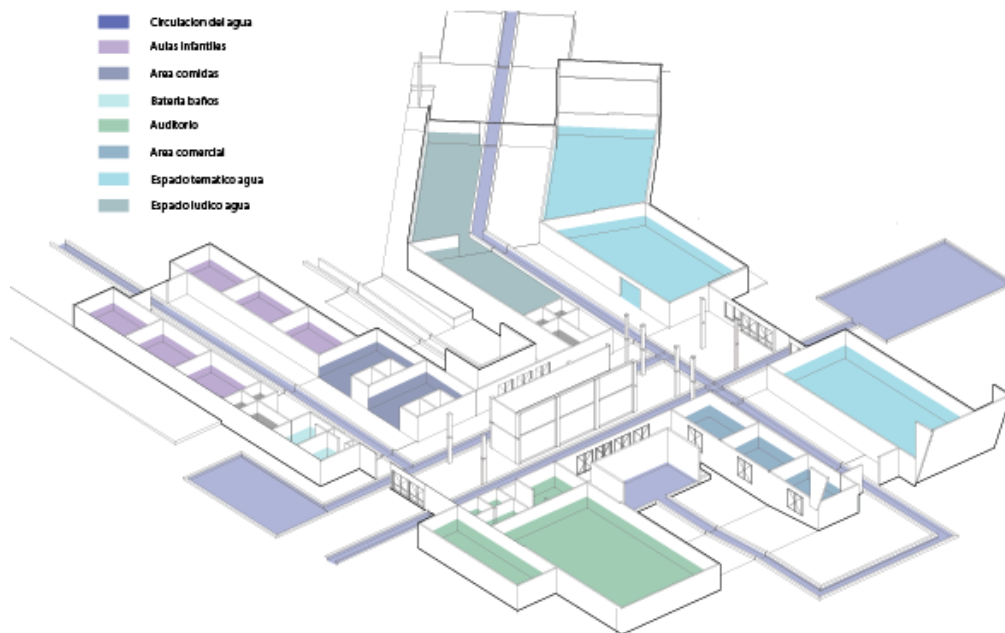 Circulacion del agua
Aulas infantiles
Area comidas
Bateria baños
Auditorio
Area comercial
Espacio tematico agua
Espacio ludico agua